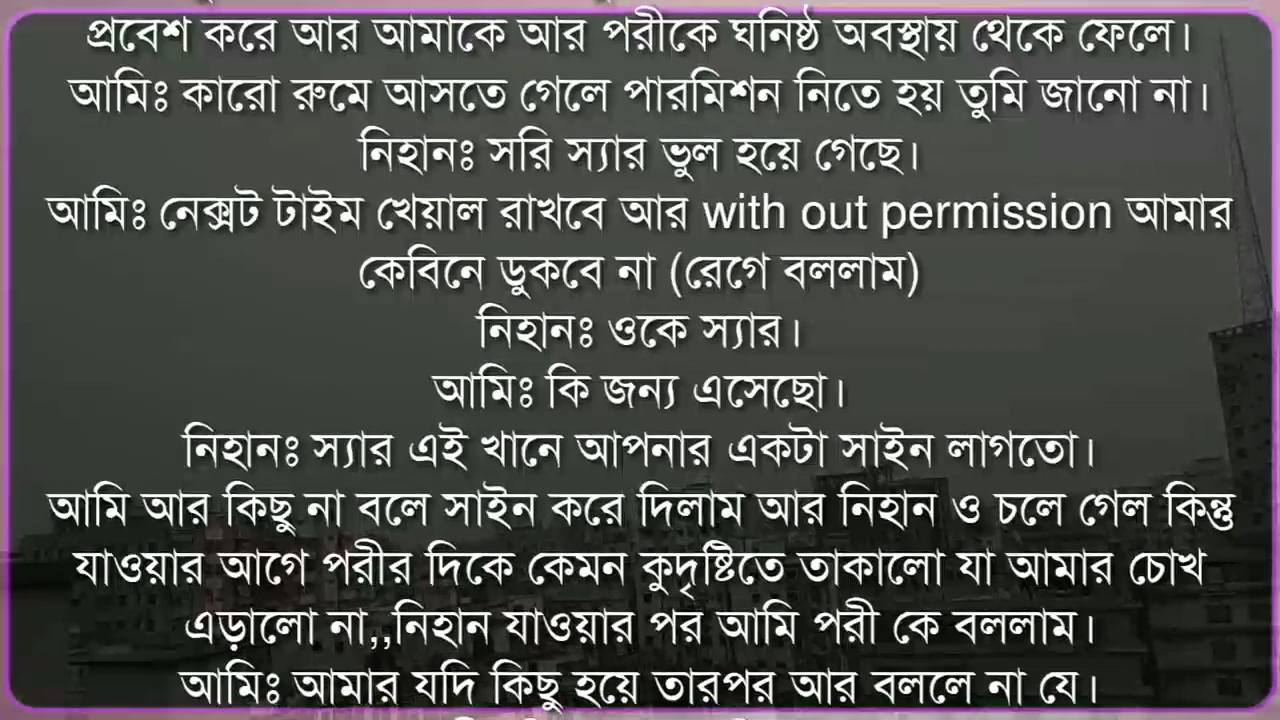 প্রবেশ করে আর আমাকে আর পরীকে ঘনিষ্ঠ অবস্থায় থেকে ফেলে।
আমিঃ কারো রুমে আসতে গেলে পারমিশন নিতে হয় তুমি জানো না।
নিহানঃ সরি স্যার ভুল হয়ে গেছে।
আমিঃ নেক্সট টাইম খেয়াল রাখবে আর with out permission আমার
কেবিনে ডুকবে না (রেগে বললাম)
নিহানঃ ওকে স্যার।
আমিঃ কি জন্য এসেছো।
নিহানঃ স্যার এই খানে আপনার একটা সাইন লাগতো।
আমি আর কিছু না বলে সাইন করে দিলাম আর নিহান ও চলে গেল কিন্তু
যাওয়ার আগে পরীর দিকে কেমন কুদৃষ্টিতে তাকালো যা আমার চোখ
এড়ালো না,,নিহান যাওয়ার পর আমি পরী কে বললাম।
আমিঃ আমার যদি কিছু হয়ে তারপর আর বললে না যে।